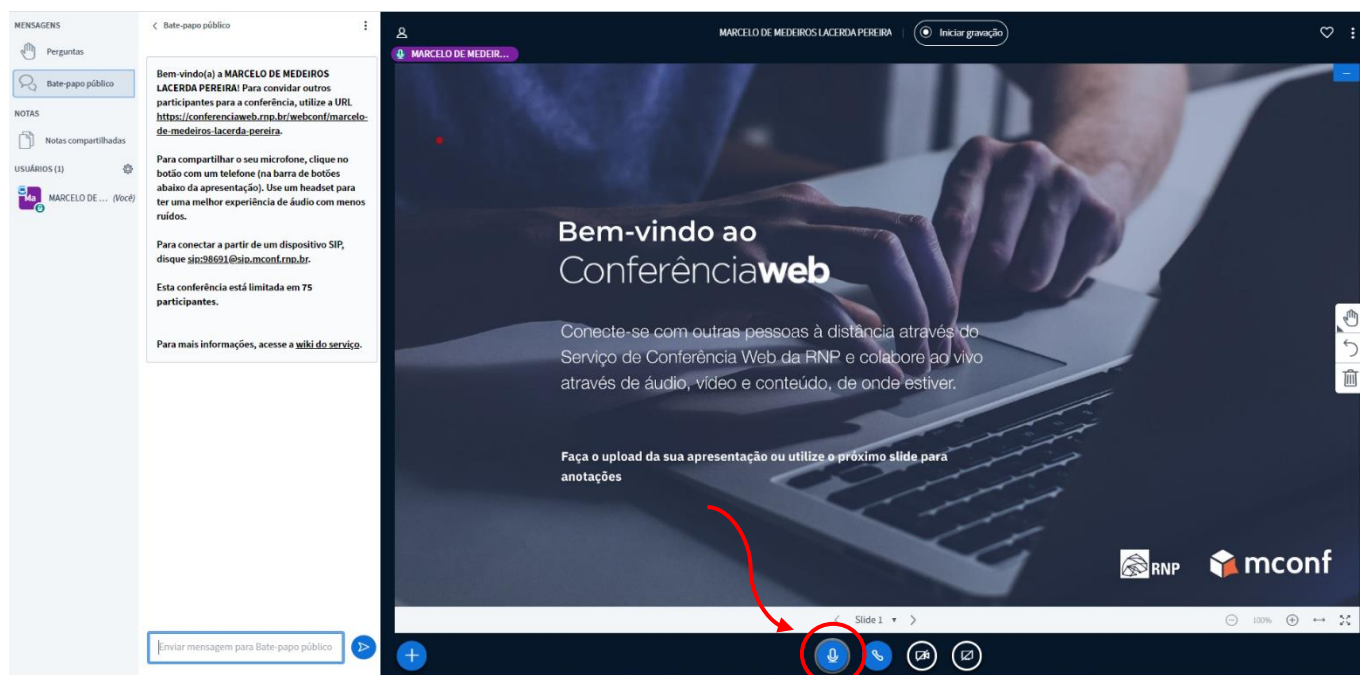 MENSAGENS
Perguntas
Bate-papo público
NOTAS
Notas compartilhadas
USUÁRIOS (1)
Ma
MARCELO DE ... (Você)
Bate-papo público
Bem-vindo(a) a MARCELO DE MEDEIROS
LACERDA PEREIRA! Para convidar outros
participantes para a conferência, utilize a URL
https://conferenciaweb.rnp.br/webconf/marcelo-
de-medeiros-lacerda-pereira.
Para compartilhar o seu microfone, clique no
botão com um telefone (na barra de botões
abaixo da apresentação). Use um headset para
ter uma melhor experiência de áudio com menos
ruídos.
Para conectar a partir de um dispositivo SIP,
disque sip:98691@sip.mconf.rnp.br.
Esta conferência está limitada em 75
participantes.
Para mais informações, acesse a wiki do serviço.
Enviar mensagem para Bate-papo público
MARCELO DE MEDEIROS LACERDA PEREIRA
Iniciar gravação
MARCELO DE MEDEIR...
Bem-vindo ao
Conferênciaweb
Conecte-se com outras pessoas à distância através do
Serviço de Conferência Web da RNP e colabore ao vivo
através de áudio, vídeo e conteúdo, de onde estiver.
Faça o upload da sua apresentação ou utilize o próximo slide para
anotações
RNP
mconf
Slide 1
100%